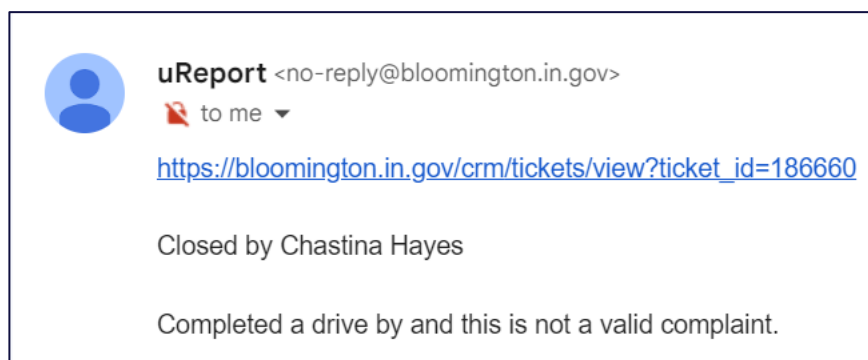 uReport <no-reply@bloomington.in.gov>
to me
https://bloomington.in.gov/crm/tickets/view?ticket_id=186660
Closed by Chastina Hayes
Completed a drive by and this is not a valid complaint.